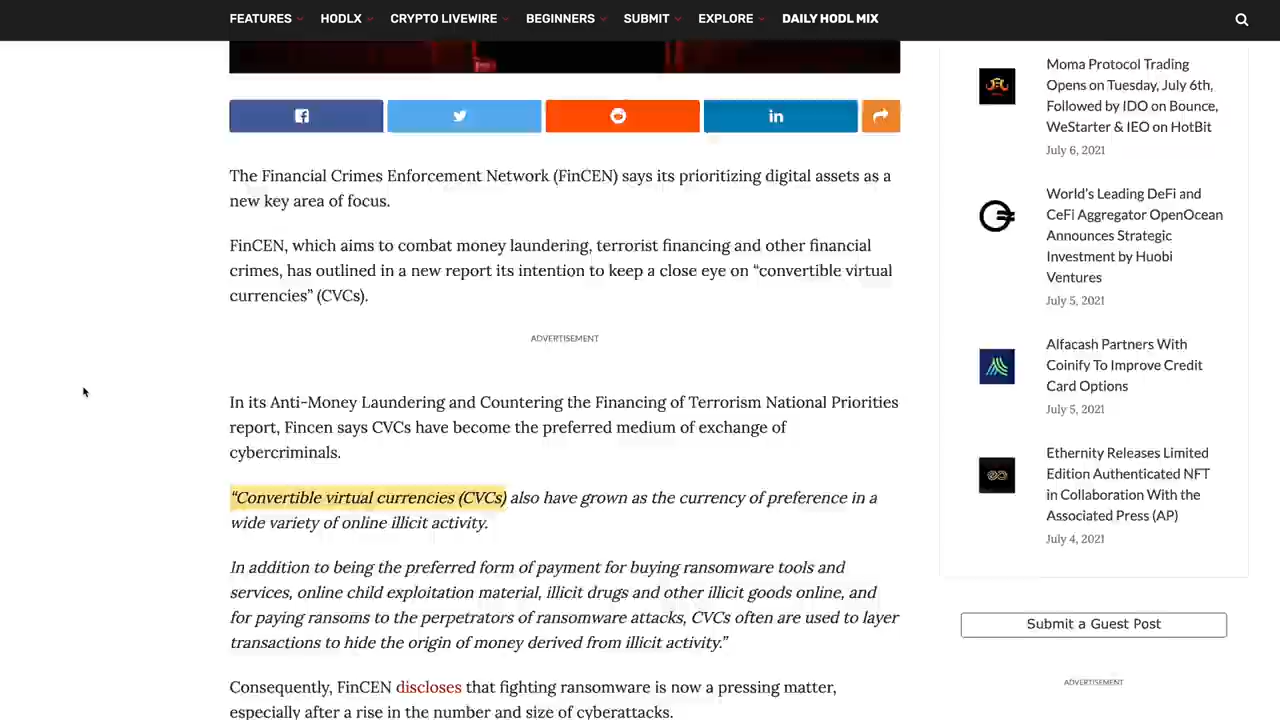 FEATURES HODLX CRYPTO LIVEWIRE BEGINNERS SUBMIT EXPLORE DAILY HODL MIX
The Financial Crimes Enforcement Network (FinCEN) says its prioritizing digital assets as a
new key area of focus.
FinCEN, which aims to combat money laundering, terrorist financing and other financial
crimes, has outlined in a new report its intention to keep a close eye on “convertible virtual
currencies” (CVCs).
ADVERTISEMENT
In its Anti-Money Laundering and Countering the Financing of Terrorism National Priorities
report, Fincen says CVCs have become the preferred medium of exchange of
cybercriminals.
“Convertible virtual currencies (CVCs) also have grown as the currency of preference in a
wide variety of online illicit activity.
In addition to being the preferred form of payment for buying ransomware tools and
services, online child exploitation material, illicit drugs and other illicit goods online, and
for paying ransoms to the perpetrators of ransomware attacks, CVCs often are used to layer
transactions to hide the origin of money derived from illicit activity.”
Consequently, FinCEN discloses that fighting ransomware is now a pressing matter,
especially after a rise in the number and size of cyberattacks.
Moma Protocol Trading
Opens on Tuesday, July 6th,
Followed by IDO on Bounce,
WeStarter & IEO on HotBit
July 6, 2021
World's Leading DeFi and
CeFi Aggregator OpenOcean
Announces Strategic
Investment by Huobi
Ventures
July 5, 2021
Alfacash Partners With
Coinify To Improve Credit
Card Options
July 5, 2021
Ethernity Releases Limited
Edition Authenticated NFT
in Collaboration With the
Associated Press (AP)
July 4, 2021
Submit a Guest Post
ADVERTISEMENT